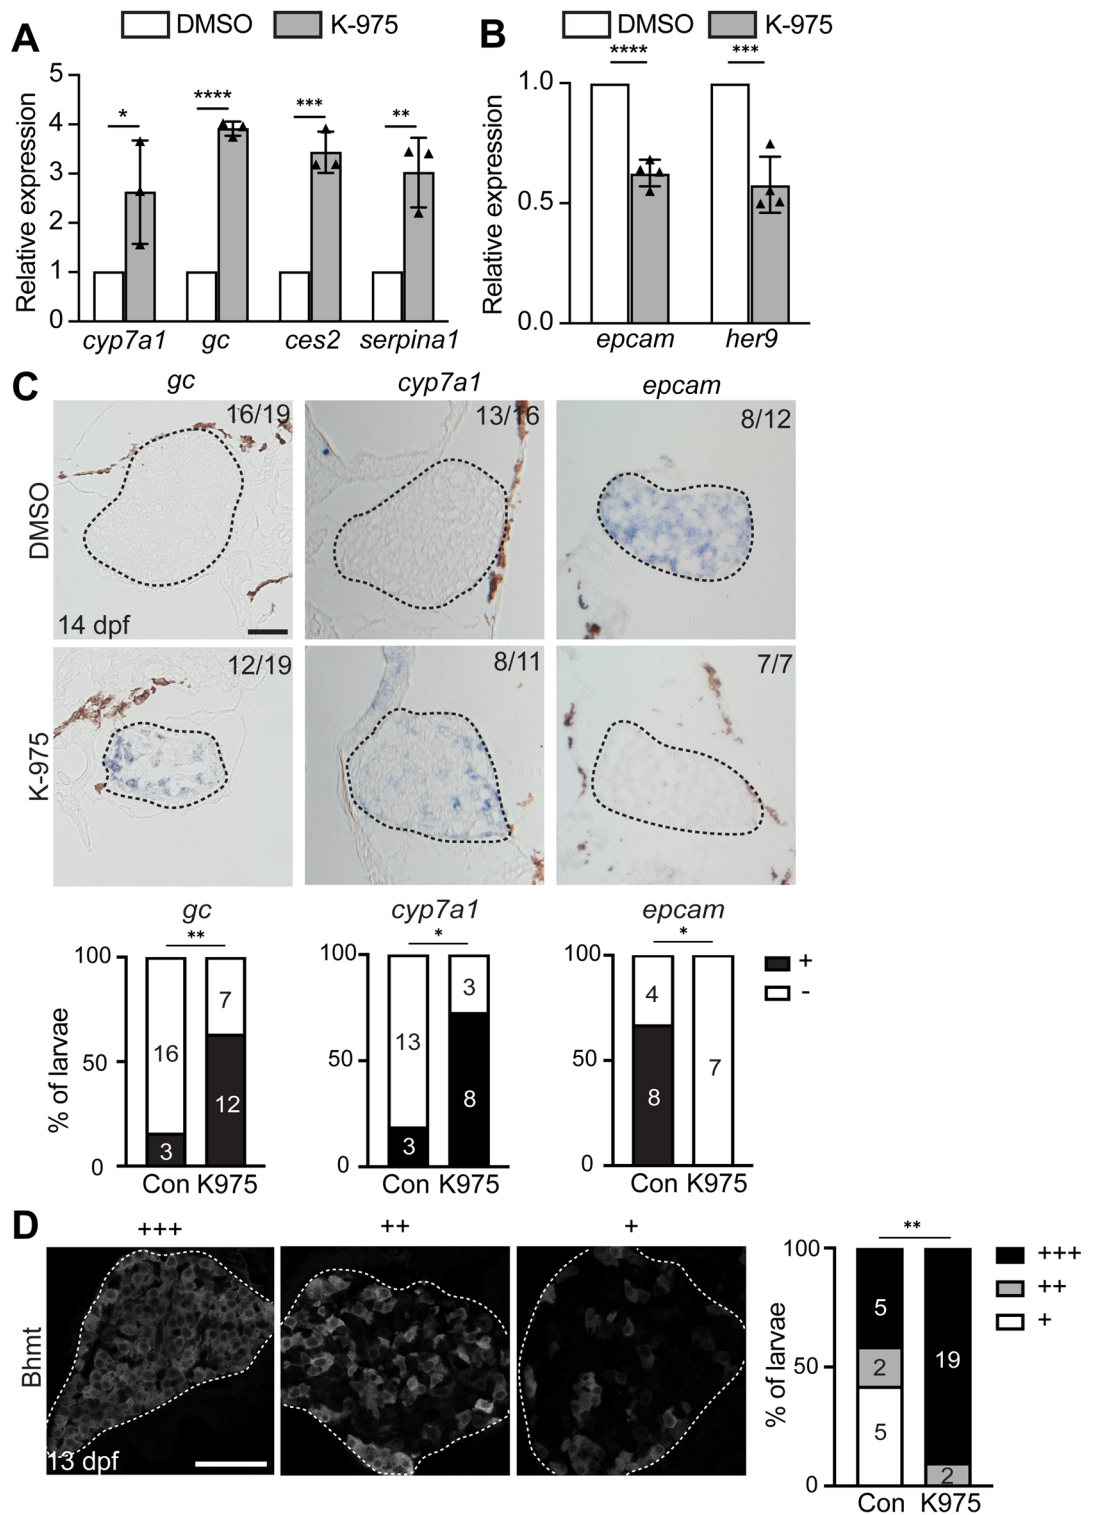 A
DMSO K-975
Relative expression
5
4
3
2
1
0
* **** *** **
cyp7a1 gc ces2 serpina1
B
DMSO K-975
Relative expression
1.0
0.5
0.0
**** ***
epcam her9
C
gc cyp7a1 epcam
DMSO
16/19 13/16 8/12
14 dpf
K-975
12/19 8/11 7/7
gc cyp7a1 epcam
% of larvae
100
50
0
**
16 7
3 12
Con K975
100
50
0
*
13 3
3 8
Con K975
100
50
0
*
4 7
8
Con K975
+
-
D
+++ ++ +
Bhmt
13 dpf
% of larvae
100
50
0
**
5 19
2
5 2
Con K975
+++
++
+